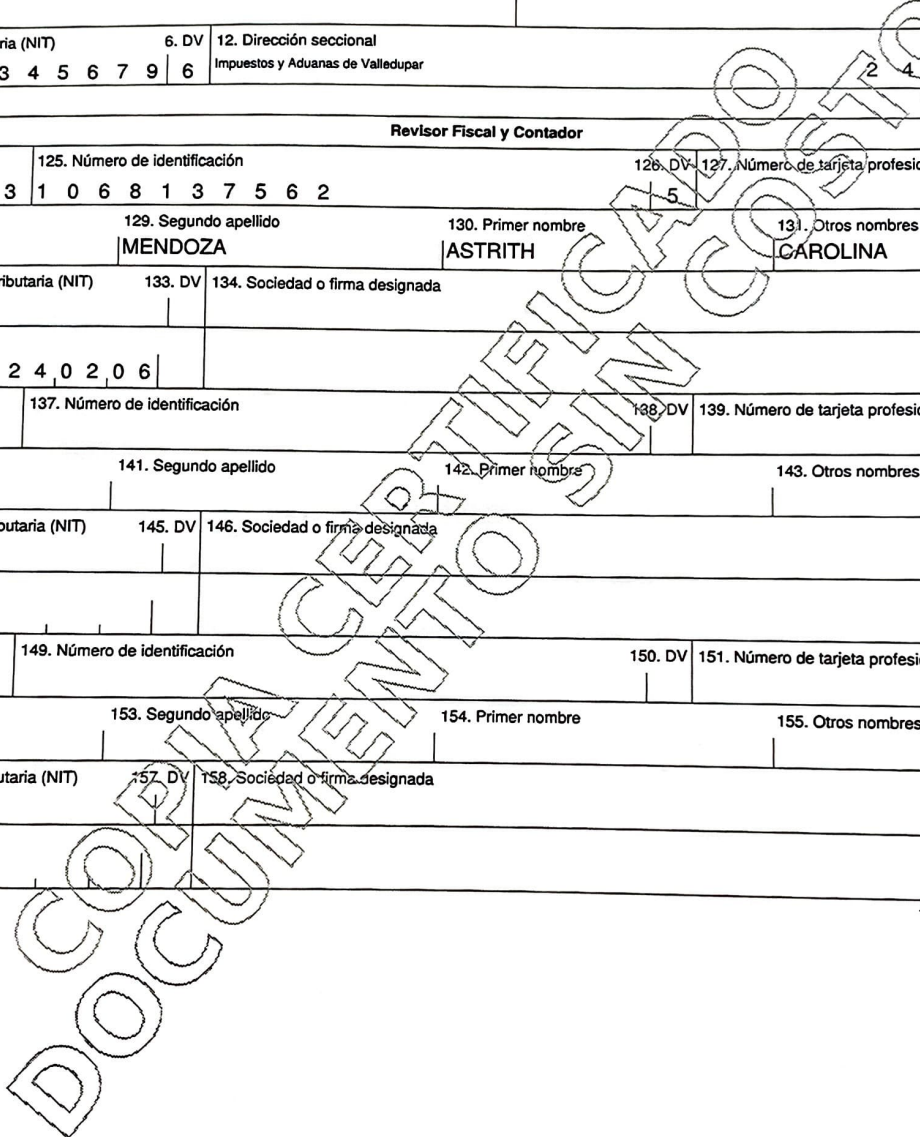 ria (NIT) 6. DV 12. Dirección seccional
3 4 5 6 7 9 6 Impuestos y Aduanas de Valledupar 2 4
Revisor Fiscal y Contador
125. Número de identificación 126. DV 127. Número de tarjeta profesio
3 1 0 6 8 1 3 7 5 6 2 5
129. Segundo apellido 130. Primer nombre 131. Otros nombres
MENDOZA ASTRITH CAROLINA
ributaria (NIT) 133. DV 134. Sociedad o firma designada
2 4 0 2 0 6
137. Número de identificación 138. DV 139. Número de tarjeta profesio
141. Segundo apellido 142. Primer nombre 143. Otros nombres
butaria (NIT) 145. DV 146. Sociedad o firma designada
149. Número de identificación 150. DV 151. Número de tarjeta profesio
153. Segundo apellido 154. Primer nombre 155. Otros nombres
utaria (NIT) 157. DV 158. Sociedad o firma designada
COPIA CERTIFICADO
DOCUMENTO SIN COSTO